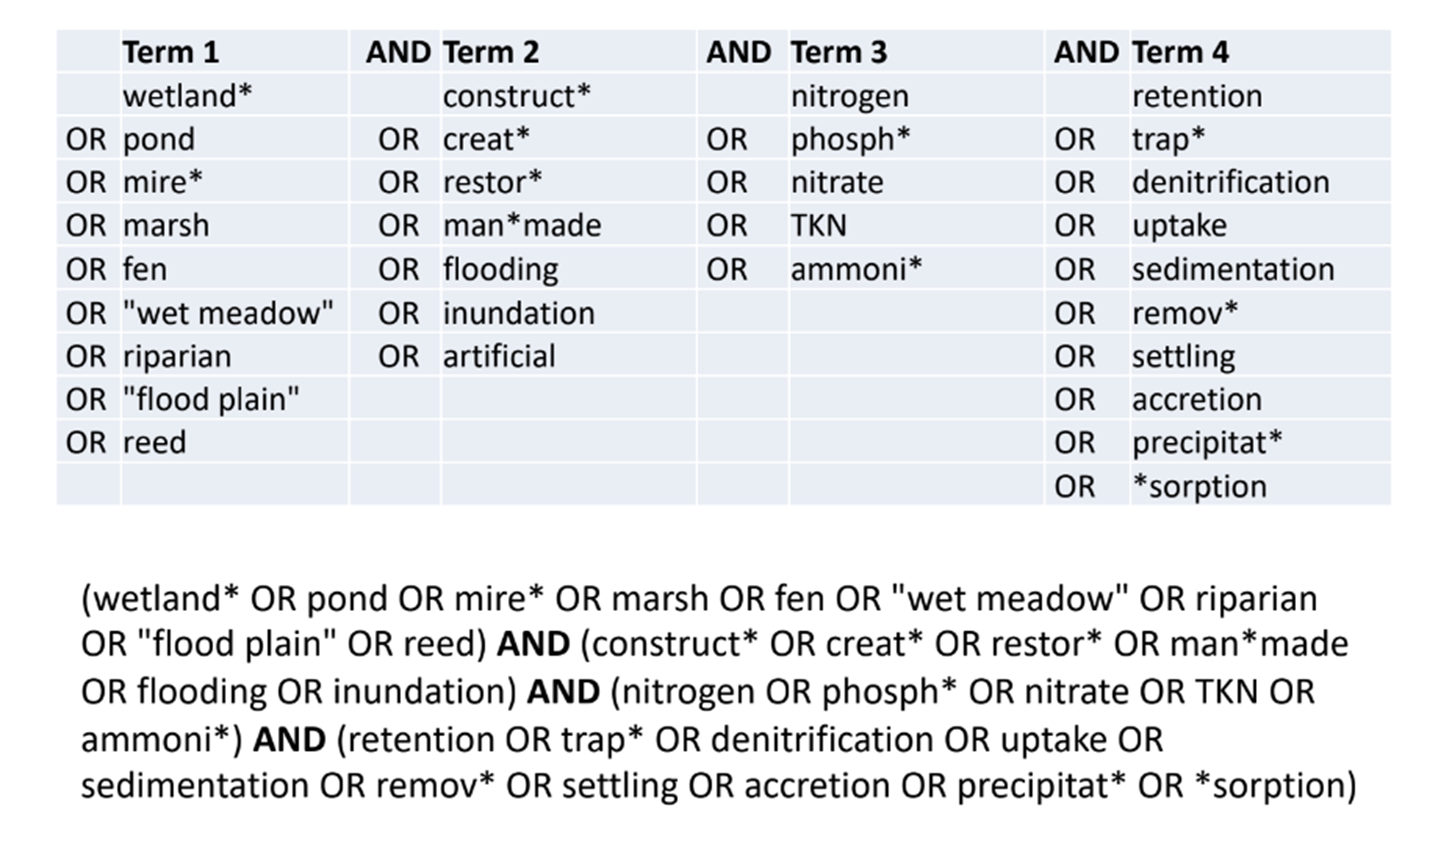 Term 1 AND Term 2 AND Term 3 AND Term 4
wetland* construct* nitrogen retention
OR pond OR creat* OR phosph* OR trap*
OR mire* OR restor* OR nitrate OR denitrification
OR marsh OR man*made OR TKN OR uptake
OR fen OR flooding OR ammoni* OR sedimentation
OR "wet meadow" OR inundation OR remov*
OR riparian OR artificial OR settling
OR "flood plain" OR accretion
OR reed OR precipitat*
OR *sorption
(wetland* OR pond OR mire* OR marsh OR fen OR "wet meadow" OR riparian
OR "flood plain" OR reed) AND (construct* OR creat* OR restor* OR man*made
OR flooding OR inundation) AND (nitrogen OR phosph* OR nitrate OR TKN OR
ammoni*) AND (retention OR trap* OR denitrification OR uptake OR
sedimentation OR remov* OR settling OR accretion OR precipitat* OR *sorption)